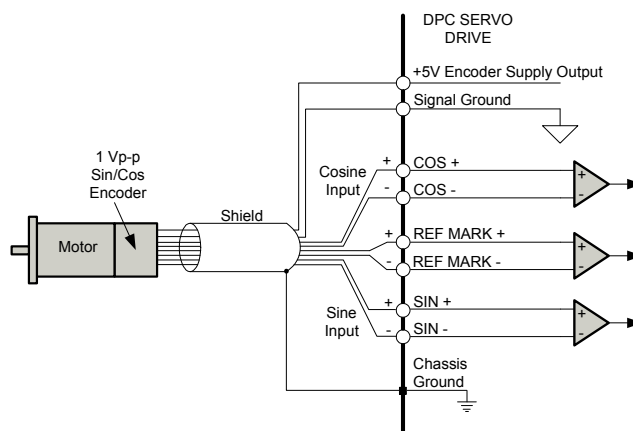 DPC SERVO
DRIVE
+5V Encoder Supply Output
Signal Ground
1 Vp-p
Sin/Cos
Encoder
Cosine
Input
+
-
COS +
COS -
+
-
Shield
Motor
+
-
REF MARK +
REF MARK -
+
-
Sine
Input
+
-
SIN +
SIN -
+
-
Chassis
Ground